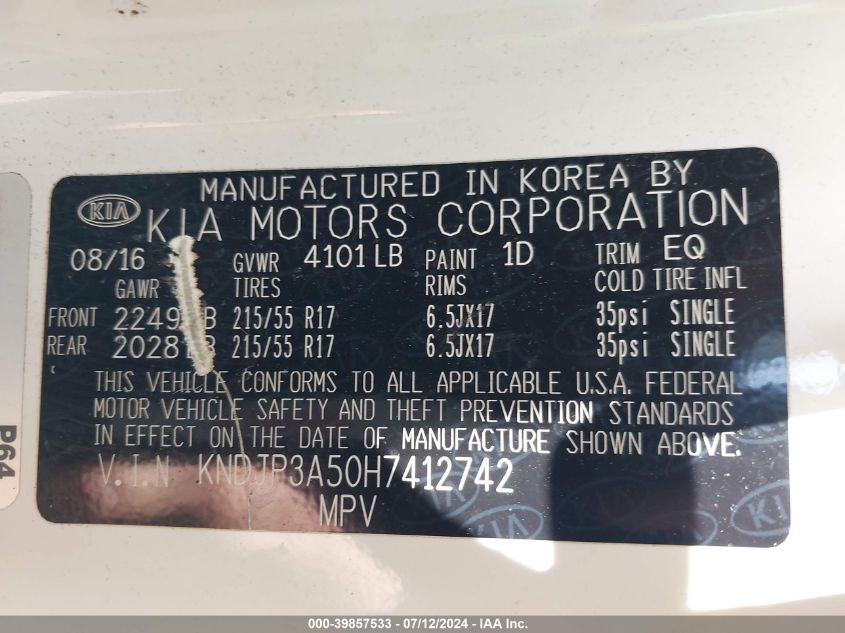 MANUFACTURED IN KOREA BY
KIA KIA MOTORS CORPORATION
08/16 GVWR 4101LB PAINT 1D TRIM EQ
GAWR TIRES RIMS COLD TIRE INFL
FRONT 215/55 R17 6.5JX17 35psi SINGLE
REAR 215/55 R17 6.5JX17 35psi SINGLE
THIS VEHICLE CONFORMS TO ALL APPLICABLE U.S.A. FEDERAL
MOTOR VEHICLE SAFETY AND THEFT PREVENTION STANDARDS
IN EFFECT ON THE DATE OF MANUFACTURE SHOWN ABOVE.
V.I.N KNDJP3A50H7412742
MPV
KIA KIA
P64
000-39857533 - 07/12/2024 - IAA Inc.